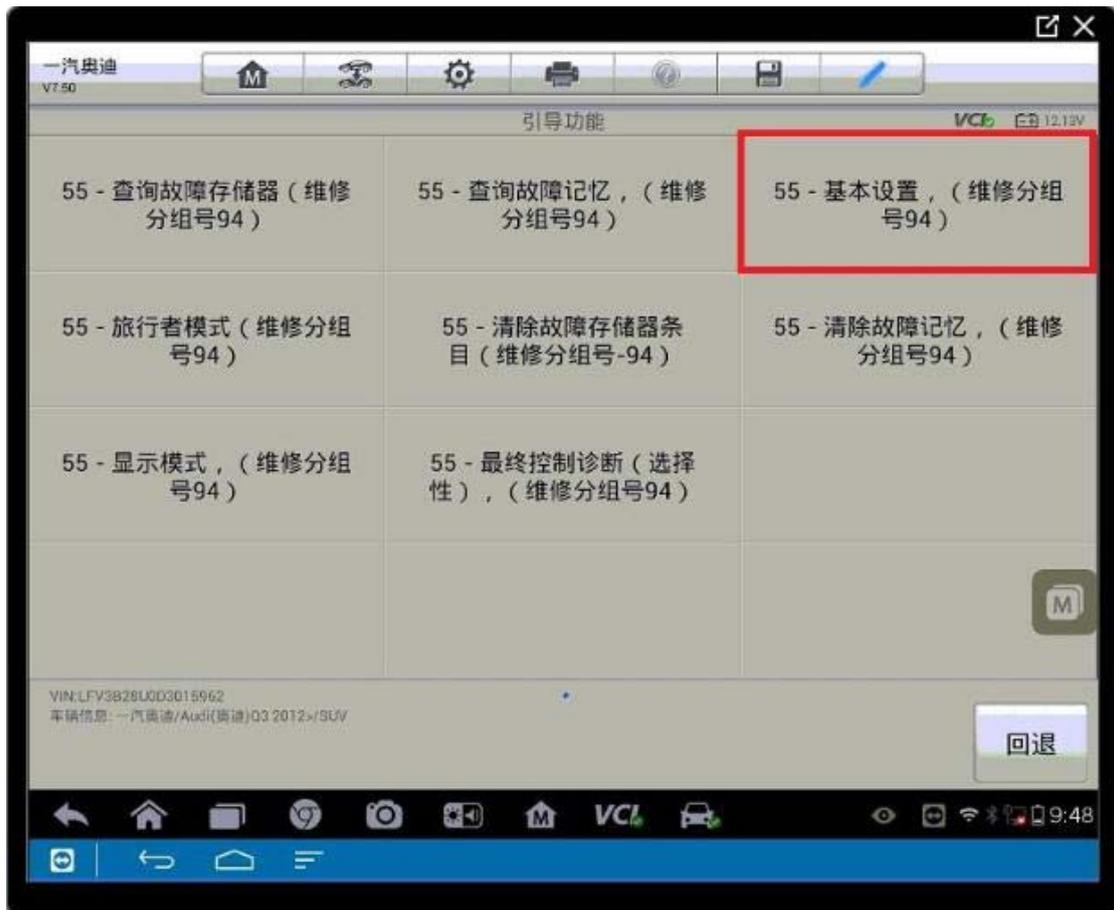 一汽奥迪
V7.50
M
引导功能
VCI
12.13V
55 - 查询故障存储器（维修
分组号94）
55 - 查询故障记忆，（维修
分组号94）
55 - 基本设置，（维修分组
号94）
55 - 旅行者模式（维修分组
号94）
55 - 清除故障存储器条
目（维修分组号-94）
55 - 清除故障记忆，（维修
分组号94）
55 - 显示模式，（维修分组
号94）
55 - 最终控制诊断（选择
性），（维修分组号94）
M
VIN:LFV3B28U0D3015962
车辆信息: 一汽奥迪/Audi(奥迪)Q3 2012>/SUV
回退
M
VCI
9:48